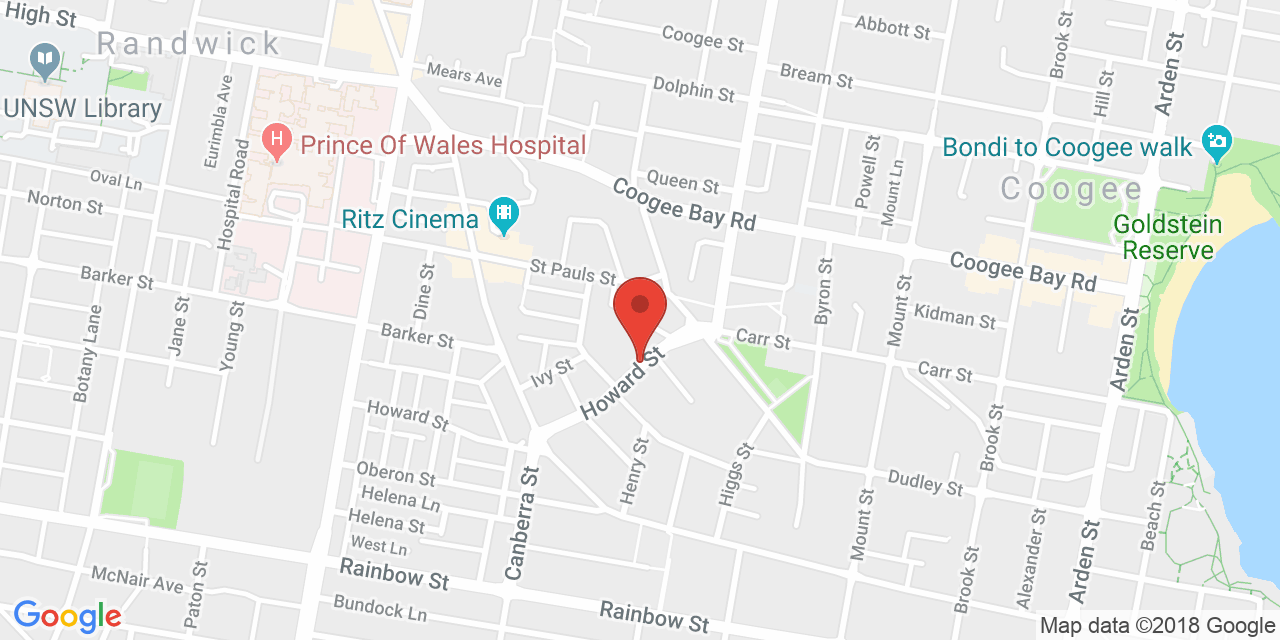 High St
Randwick
UNSW Library
Mears Ave
Eurimbla Ave
Hospital Road
Prince Of Wales Hospital
Oval Ln
Norton St
Ritz Cinema
Coogee St
Dolphin St
Abbott St
Bream St
Brook St
Hill St
Arden St
Bondi to Coogee walk
Coogee
Powell St
Mount Ln
Queen St
Coogee Bay Rd
Goldstein
Reserve
Coogee Bay Rd
St Pauls St
Barker St
Botany Lane
Jane St
Young St
Dine St
Barker St
Byron St
Mount St
Kidman St
Carr St
Carr St
Arden St
Ivy St
Howard St
Howard St
Brook St
Oberon St
Helena Ln
Helena St
West Ln
Canberra St
Henry St
Higgs St
Dudley St
Mount St
Beach St
Alexander St
Arden St
Brook St
McNair Ave
Paton St
Rainbow St
Bundock Ln
Rainbow St
Google
Map data ©2018 Google